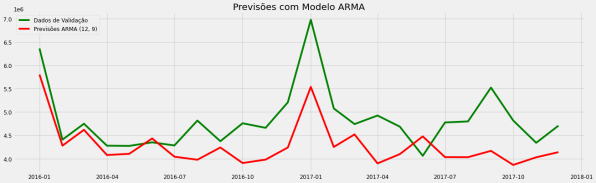 Previsões com Modelo ARMA
1e6
Dados de Validação
Previsões ARMA (12, 9)
7.0
6.5
6.0
5.5
5.0
4.5
4.0
2016-01 2016-04 2016-07 2016-10 2017-01 2017-04 2017-07 2017-10 2018-01